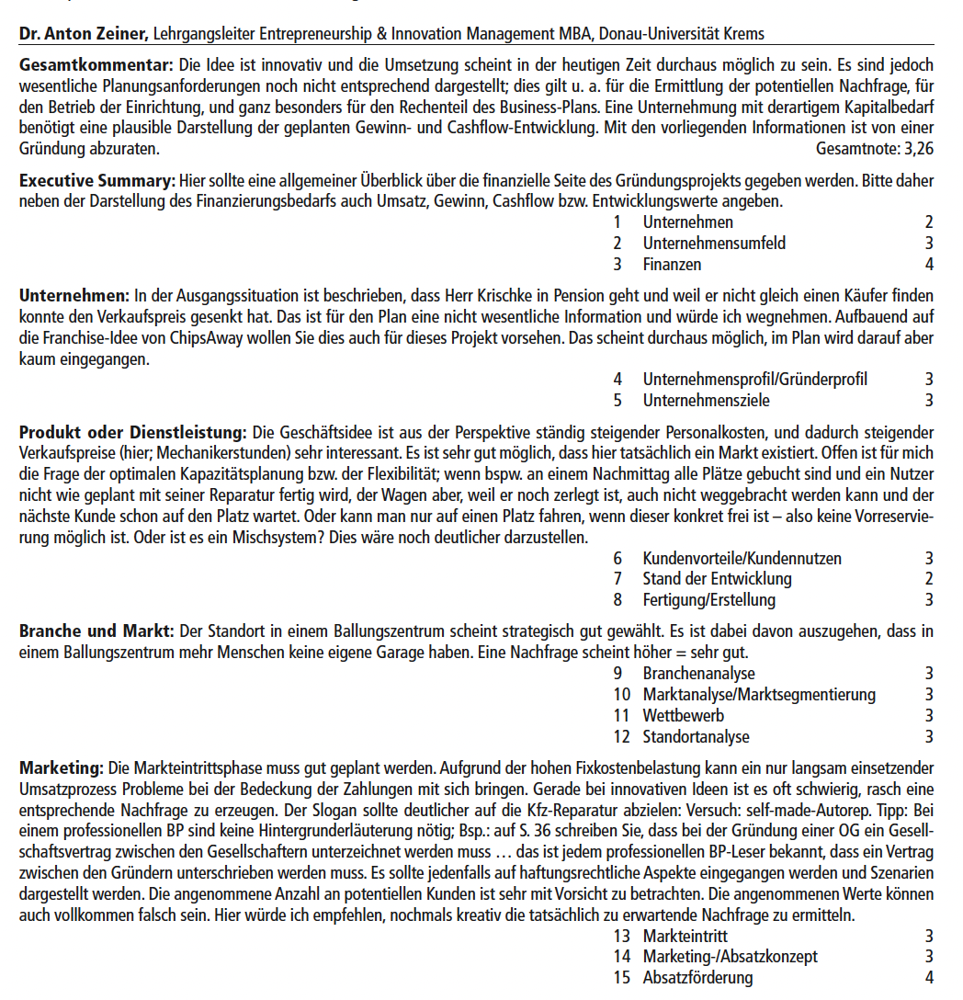 Dr. Anton Zeiner, Lehrgangsleiter Entrepreneurship & Innovation Management MBA, Donau-Universität Krems
Gesamtkommentar: Die Idee ist innovativ und die Umsetzung scheint in der heutigen Zeit durchaus möglich zu sein. Es sind jedoch
wesentliche Planungsanforderungen noch nicht entsprechend dargestellt; dies gilt u. a. für die Ermittlung der potentiellen Nachfrage, für
den Betrieb der Einrichtung, und ganz besonders für den Rechenteil des Business-Plans. Eine Unternehmung mit derartigem Kapitalbedarf
benötigt eine plausible Darstellung der geplanten Gewinn- und Cashflow-Entwicklung. Mit den vorliegenden Informationen ist von einer
Gründung abzuraten. Gesamtnote: 3,26
Executive Summary: Hier sollte eine allgemeiner Überblick über die finanzielle Seite des Gründungsprojekts gegeben werden. Bitte daher
neben der Darstellung des Finanzierungsbedarfs auch Umsatz, Gewinn, Cashflow bzw. Entwicklungswerte angeben.
1 Unternehmen 2
2 Unternehmensumfeld 3
3 Finanzen 4
Unternehmen: In der Ausgangssituation ist beschrieben, dass Herr Krischke in Pension geht und weil er nicht gleich einen Käufer finden
konnte den Verkaufspreis gesenkt hat. Das ist für den Plan eine nicht wesentliche Information und würde ich wegnehmen. Aufbauend auf
die Franchise-Idee von ChipsAway wollen Sie dies auch für dieses Projekt vorsehen. Das scheint durchaus möglich, im Plan wird darauf aber
kaum eingegangen.
4 Unternehmensprofil/Gründerprofil 3
5 Unternehmensziele 3
Produkt oder Dienstleistung: Die Geschäftsidee ist aus der Perspektive ständig steigender Personalkosten, und dadurch steigender
Verkaufspreise (hier; Mechanikerstunden) sehr interessant. Es ist sehr gut möglich, dass hier tatsächlich ein Markt existiert. Offen ist für mich
die Frage der optimalen Kapazitätsplanung bzw. der Flexibilität; wenn bspw. an einem Nachmittag alle Plätze gebucht sind und ein Nutzer
nicht wie geplant mit seiner Reparatur fertig wird, der Wagen aber, weil er noch zerlegt ist, auch nicht weggebracht werden kann und der
nächste Kunde schon auf den Platz wartet. Oder kann man nur auf einen Platz fahren, wenn dieser konkret frei ist – also keine Vorreservie-
rung möglich ist. Oder ist es ein Mischsystem? Dies wäre noch deutlicher darzustellen.
6 Kundenvorteile/Kundennutzen 3
7 Stand der Entwicklung 2
8 Fertigung/Erstellung 3
Branche und Markt: Der Standort in einem Ballungszentrum scheint strategisch gut gewählt. Es ist dabei davon auszugehen, dass in
einem Ballungszentrum mehr Menschen keine eigene Garage haben. Eine Nachfrage scheint höher = sehr gut.
9 Branchenanalyse 3
10 Marktanalyse/Marktsegmentierung 3
11 Wettbewerb 3
12 Standortanalyse 3
Marketing: Die Markteintrittsphase muss gut geplant werden. Aufgrund der hohen Fixkostenbelastung kann ein nur langsam einsetzender
Umsatzprozess Probleme bei der Bedeckung der Zahlungen mit sich bringen. Gerade bei innovativen Ideen ist es oft schwierig, rasch eine
entsprechende Nachfrage zu erzeugen. Der Slogan sollte deutlicher auf die Kfz-Reparatur abzielen: Versuch: self-made-Autorep. Tipp: Bei
einem professionellen BP sind keine Hintergrunderläuterung nötig; Bsp.: auf S. 36 schreiben Sie, dass bei der Gründung einer OG ein Gesell-
schaftsvertrag zwischen den Gesellschaftern unterzeichnet werden muss … das ist jedem professionellen BP-Leser bekannt, dass ein Vertrag
zwischen den Gründern unterschrieben werden muss. Es sollte jedenfalls auf haftungsrechtliche Aspekte eingegangen werden und Szenarien
dargestellt werden. Die angenommene Anzahl an potentiellen Kunden ist sehr mit Vorsicht zu betrachten. Die angenommenen Werte können
auch vollkommen falsch sein. Hier würde ich empfehlen, nochmals kreativ die tatsächlich zu erwartende Nachfrage zu ermitteln.
13 Markteintritt 3
14 Marketing-/Absatzkonzept 3
15 Absatzförderung 4